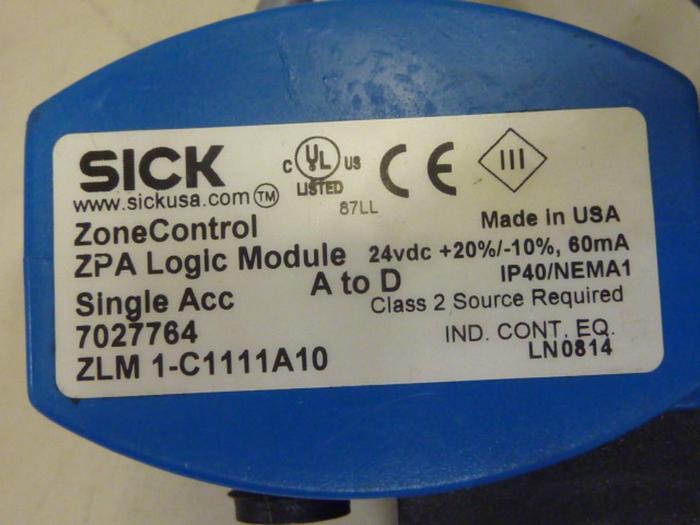 SICK
www.sickusa.com TM
C UL US
LISTED
87LL
CE
III
ZoneControl
Made in USA
ZPA Logic Module
24vdc +20%/-10%, 60mA
A to D
IP40/NEMA1
Single Acc
Class 2 Source Required
7027764
IND. CONT. EQ.
ZLM 1-C1111A10
LN0814